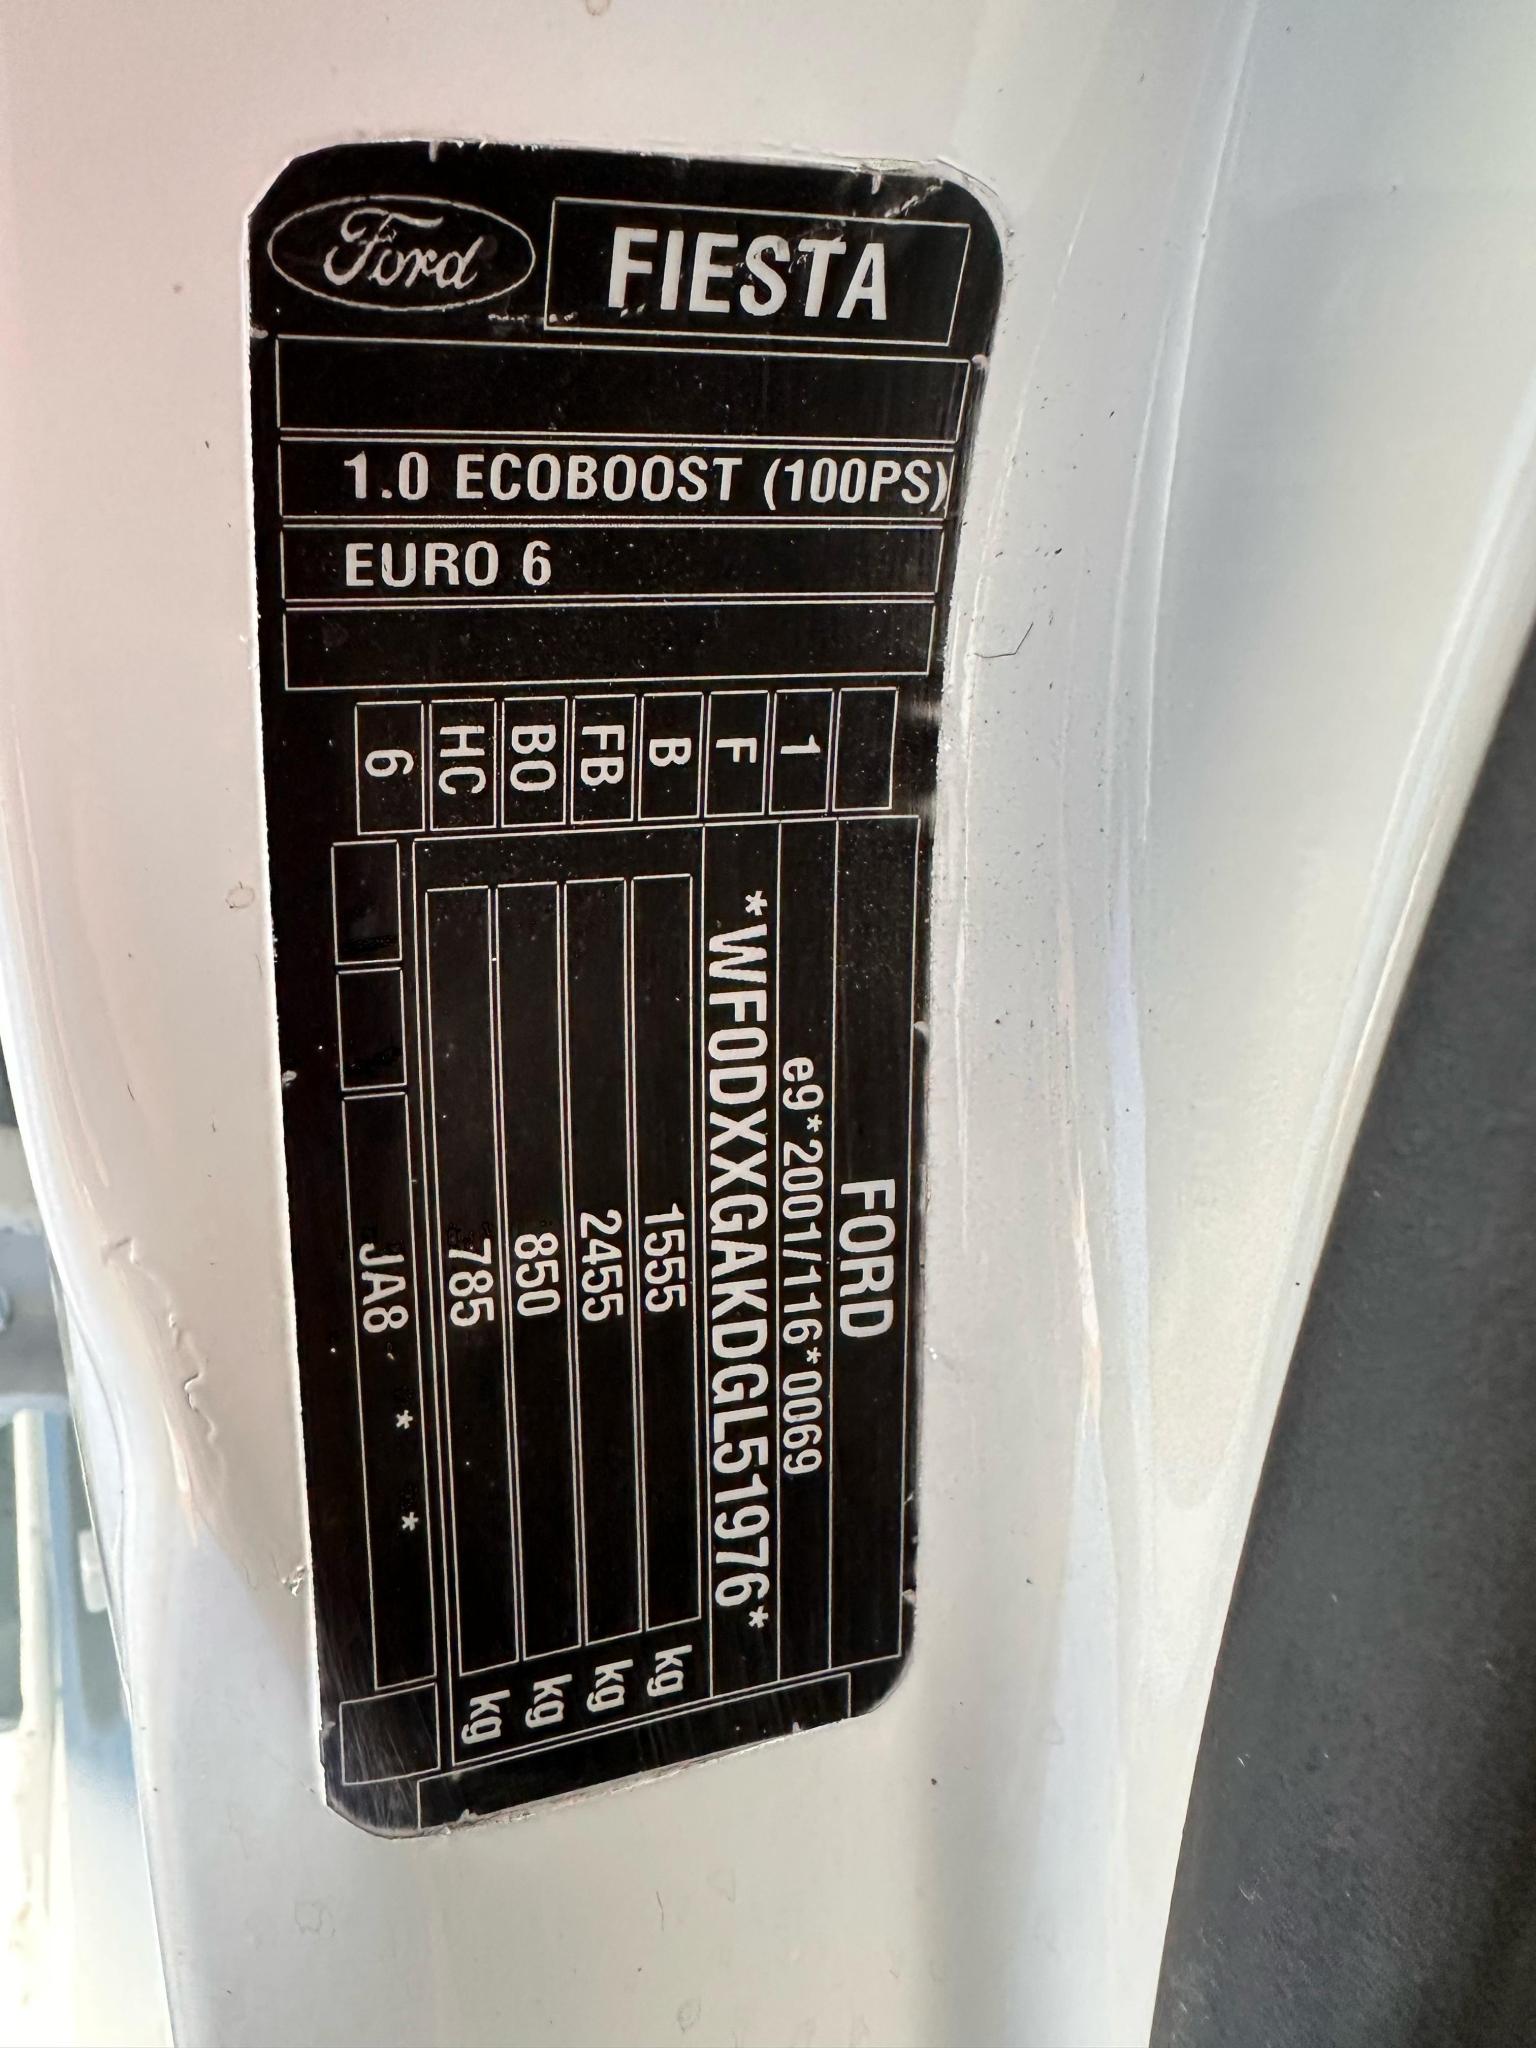 Ford FIESTA
1.0 ECOBOOST (100PS)
EURO 6
FORD
1 e9*2001/116*0069
F *WF0DXXGAKDGL51976*
B 1555 kg
FB 2455 kg
B0 850 kg
HC 785 kg
6 JA8 * *